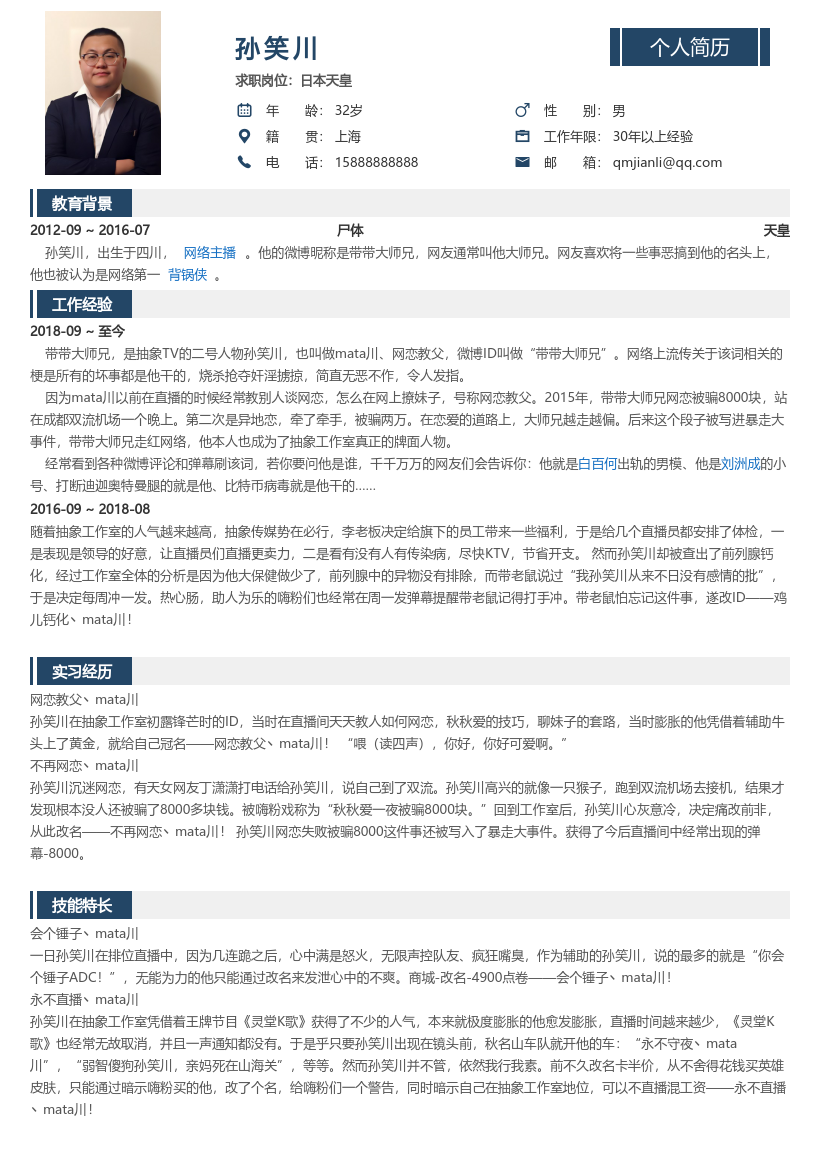 孙笑川
个人简历
求职岗位：日本天皇
年 龄： 32岁
性 别： 男
籍 贯： 上海
工作年限： 30年以上经验
电 话： 15888888888
邮 箱： qmjianli@qq.com
教育背景
2012-09 ~ 2016-07 尸体 天皇
孙笑川，出生于四川， 网络主播 。他的微博昵称是带带大师兄，网友通常叫他大师兄。网友喜欢将一些事恶搞到他的名头上，
他也被认为是网络第一 背锅侠 。
工作经验
2018-09 ~ 至今
带带大师兄，是抽象TV的二号人物孙笑川，也叫做mata川、网恋教父，微博ID叫做“带带大师兄”。网络上流传关于该词相关的
梗是所有的坏事都是他干的，烧杀抢夺奸淫掳掠，简直无恶不作，令人发指。
因为mata川以前在直播的时候经常教别人谈网恋，怎么在网上撩妹子，号称网恋教父。2015年，带带大师兄网恋被骗8000块，站
在成都双流机场一个晚上。第二次是异地恋，牵了牵手，被骗两万。在恋爱的道路上，大师兄越走越偏。后来这个段子被写进暴走大
事件，带带大师兄走红网络，他本人也成为了抽象工作室真正的牌面人物。
经常看到各种微博评论和弹幕刷该词，若你要问他是谁，千千万万的网友们会告诉你：他就是白百何出轨的男模、他是刘洲成的小
号、打断迪迦奥特曼腿的就是他、比特币病毒就是他干的……
2016-09 ~ 2018-08
随着抽象工作室的人气越来越高，抽象传媒势在必行，李老板决定给旗下的员工带来一些福利，于是给几个直播员都安排了体检，一
是表现是领导的好意，让直播员们直播更卖力，二是看有没有人有传染病，尽快KTV，节省开支。 然而孙笑川却被查出了前列腺钙
化，经过工作室全体的分析是因为他大保健做少了，前列腺中的异物没有排除，而带老鼠说过“我孙笑川从来不日没有感情的批”，
于是决定每周冲一发。热心肠，助人为乐的嗨粉们也经常在周一发弹幕提醒带老鼠记得打手冲。带老鼠怕忘记这件事，遂改ID——鸡
儿钙化丶mata川！
实习经历
网恋教父丶mata川
孙笑川在抽象工作室初露锋芒时的ID，当时在直播间天天教人如何网恋，秋秋爱的技巧，聊妹子的套路，当时膨胀的他凭借着辅助牛
头上了黄金，就给自己冠名——网恋教父丶mata川！ “喂（读四声），你好，你好可爱啊。”
不再网恋丶mata川
孙笑川沉迷网恋，有天女网友丁潇潇打电话给孙笑川，说自己到了双流。孙笑川高兴的就像一只猴子，跑到双流机场去接机，结果才
发现根本没人还被骗了8000多块钱。被嗨粉戏称为“秋秋爱一夜被骗8000块。”回到工作室后，孙笑川心灰意冷，决定痛改前非，
从此改名——不再网恋丶mata川！ 孙笑川网恋失败被骗8000这件事还被写入了暴走大事件。获得了今后直播间中经常出现的弹
幕-8000。
技能特长
会个锤子丶mata川
一日孙笑川在排位直播中，因为几连跪之后，心中满是怒火，无限声控队友、疯狂嘴臭，作为辅助的孙笑川，说的最多的就是“你会
个锤子ADC！”，无能为力的他只能通过改名来发泄心中的不爽。商城-改名-4900点卷——会个锤子丶mata川！
永不直播丶mata川
孙笑川在抽象工作室凭借着王牌节目《灵堂K歌》获得了不少的人气，本来就极度膨胀的他愈发膨胀，直播时间越来越少，《灵堂K
歌》也经常无故取消，并且一声通知都没有。于是乎只要孙笑川出现在镜头前，秋名山车队就开他的车：“永不守夜丶mata
川”，“弱智傻狗孙笑川，亲妈死在山海关”，等等。然而孙笑川并不管，依然我行我素。前不久改名卡半价，从不舍得花钱买英雄
皮肤，只能通过暗示嗨粉买的他，改了个名，给嗨粉们一个警告，同时暗示自己在抽象工作室地位，可以不直播混工资——永不直播
丶mata川！